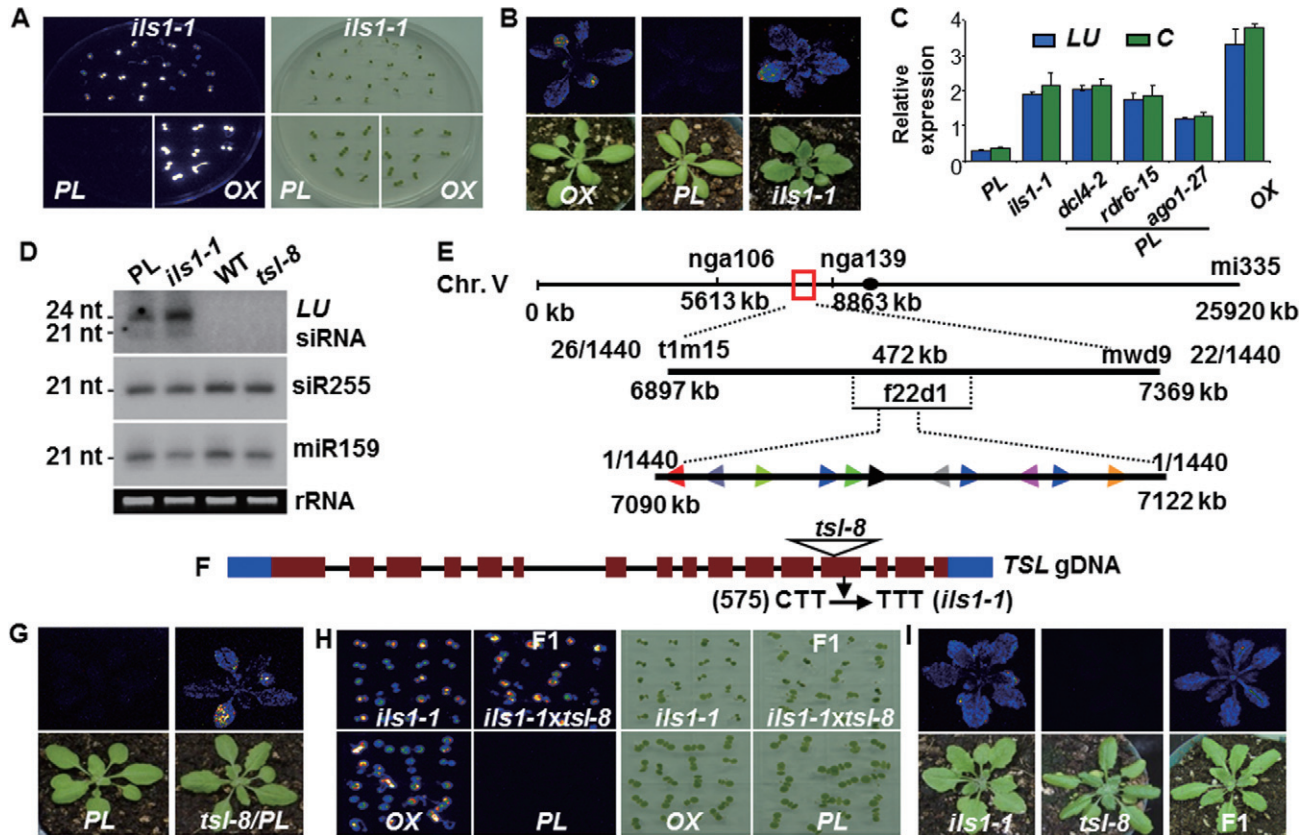 A
ils1-1
ils1-1
PL
OX
PL
OX
B
OX
PL
ils1-1
C
Relative expression
4
3
2
1
0
LU
C
PL
ils1-1
dcl4-2
rdr6-15
ago1-27
OX
PL
D
PL
ils1-1
WT
tsl-8
24 nt
21 nt
LU
siRNA
21 nt
siR255
21 nt
miR159
rRNA
E
Chr. V
nga106
nga139
mi335
0 kb
5613 kb
8863 kb
25920 kb
26/1440
t1m15
472 kb
mwd9
22/1440
6897 kb
f22d1
7369 kb
1/1440
1/1440
7090 kb
7122 kb
F
tsl-8
TSL gDNA
(575) CTT TTT (ils1-1)
G
PL
tsl-8/PL
H
F1
F1
ils1-1
ils1-1xtsl-8
ils1-1
ils1-1xtsl-8
OX
PL
OX
PL
I
ils1-1
tsl-8
F1